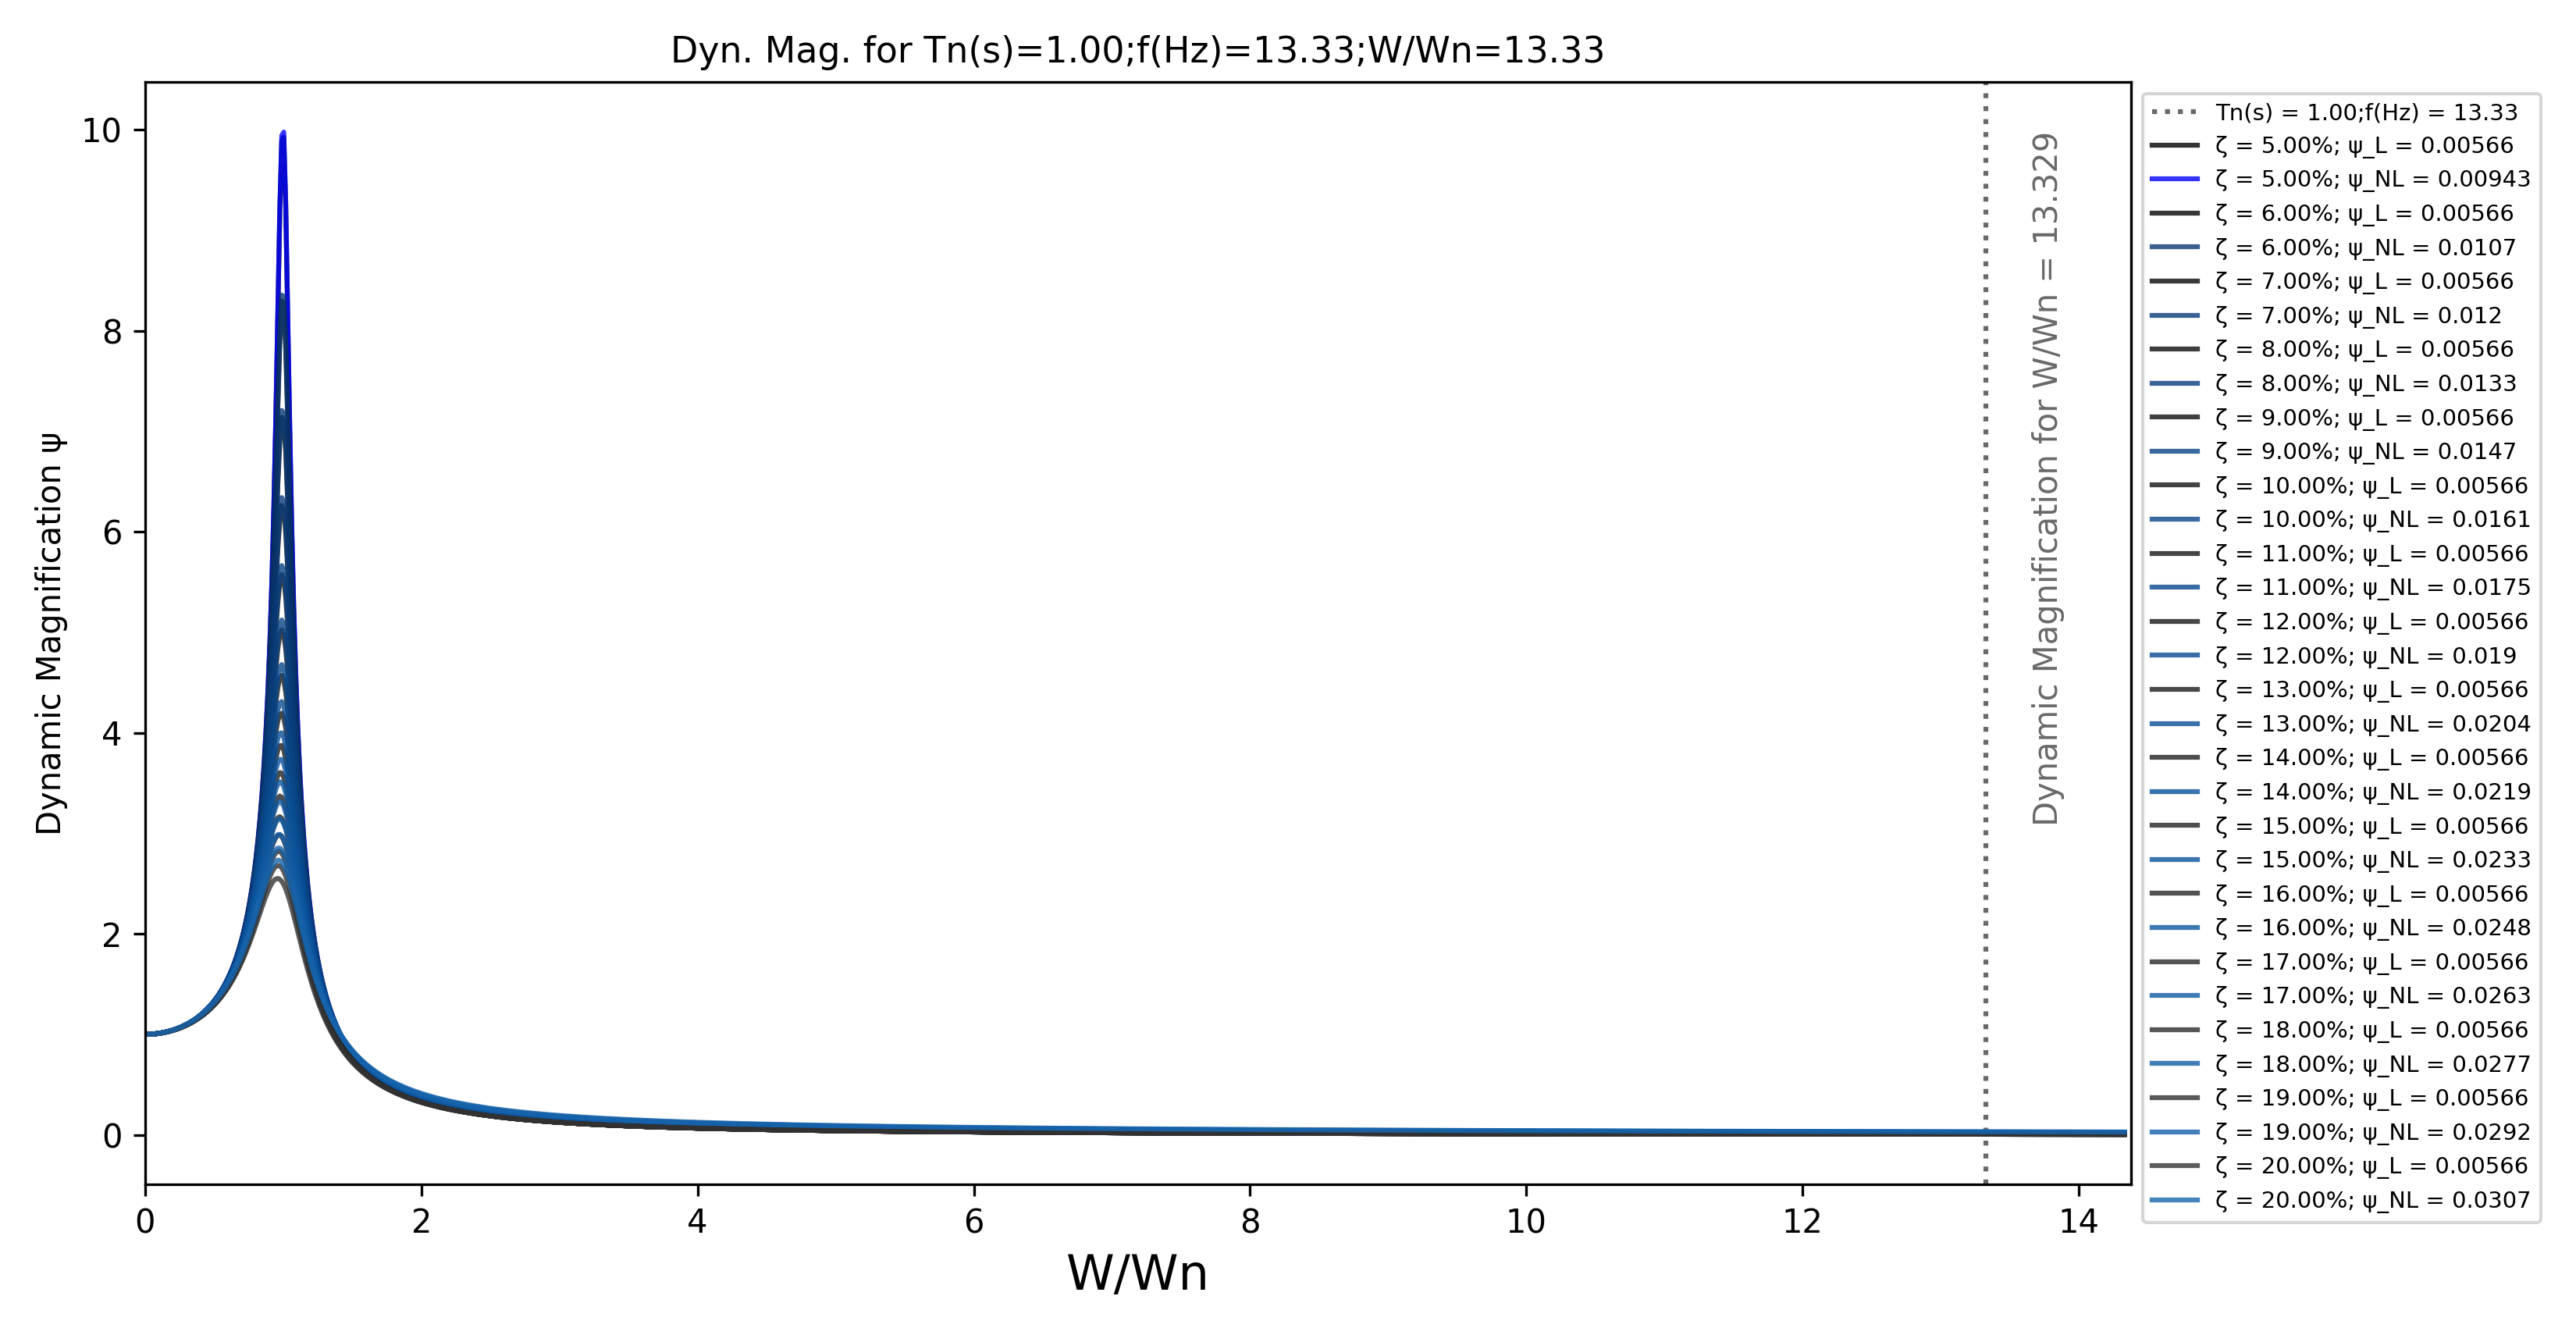 Dyn. Mag. for Tn(s)=1.00;f(Hz)=13.33;W/Wn=13.33
Dynamic Magnification ψ
10
8
6
4
2
0
0
2
4
6
8
10
12
14
W/Wn
Dynamic Magnification for W/Wn = 13.329
Tn(s) = 1.00;f(Hz) = 13.33
ζ = 5.00%; ψ_L = 0.00566
ζ = 5.00%; ψ_NL = 0.00943
ζ = 6.00%; ψ_L = 0.00566
ζ = 6.00%; ψ_NL = 0.0107
ζ = 7.00%; ψ_L = 0.00566
ζ = 7.00%; ψ_NL = 0.012
ζ = 8.00%; ψ_L = 0.00566
ζ = 8.00%; ψ_NL = 0.0133
ζ = 9.00%; ψ_L = 0.00566
ζ = 9.00%; ψ_NL = 0.0147
ζ = 10.00%; ψ_L = 0.00566
ζ = 10.00%; ψ_NL = 0.0161
ζ = 11.00%; ψ_L = 0.00566
ζ = 11.00%; ψ_NL = 0.0175
ζ = 12.00%; ψ_L = 0.00566
ζ = 12.00%; ψ_NL = 0.019
ζ = 13.00%; ψ_L = 0.00566
ζ = 13.00%; ψ_NL = 0.0204
ζ = 14.00%; ψ_L = 0.00566
ζ = 14.00%; ψ_NL = 0.0219
ζ = 15.00%; ψ_L = 0.00566
ζ = 15.00%; ψ_NL = 0.0233
ζ = 16.00%; ψ_L = 0.00566
ζ = 16.00%; ψ_NL = 0.0248
ζ = 17.00%; ψ_L = 0.00566
ζ = 17.00%; ψ_NL = 0.0263
ζ = 18.00%; ψ_L = 0.00566
ζ = 18.00%; ψ_NL = 0.0277
ζ = 19.00%; ψ_L = 0.00566
ζ = 19.00%; ψ_NL = 0.0292
ζ = 20.00%; ψ_L = 0.00566
ζ = 20.00%; ψ_NL = 0.0307